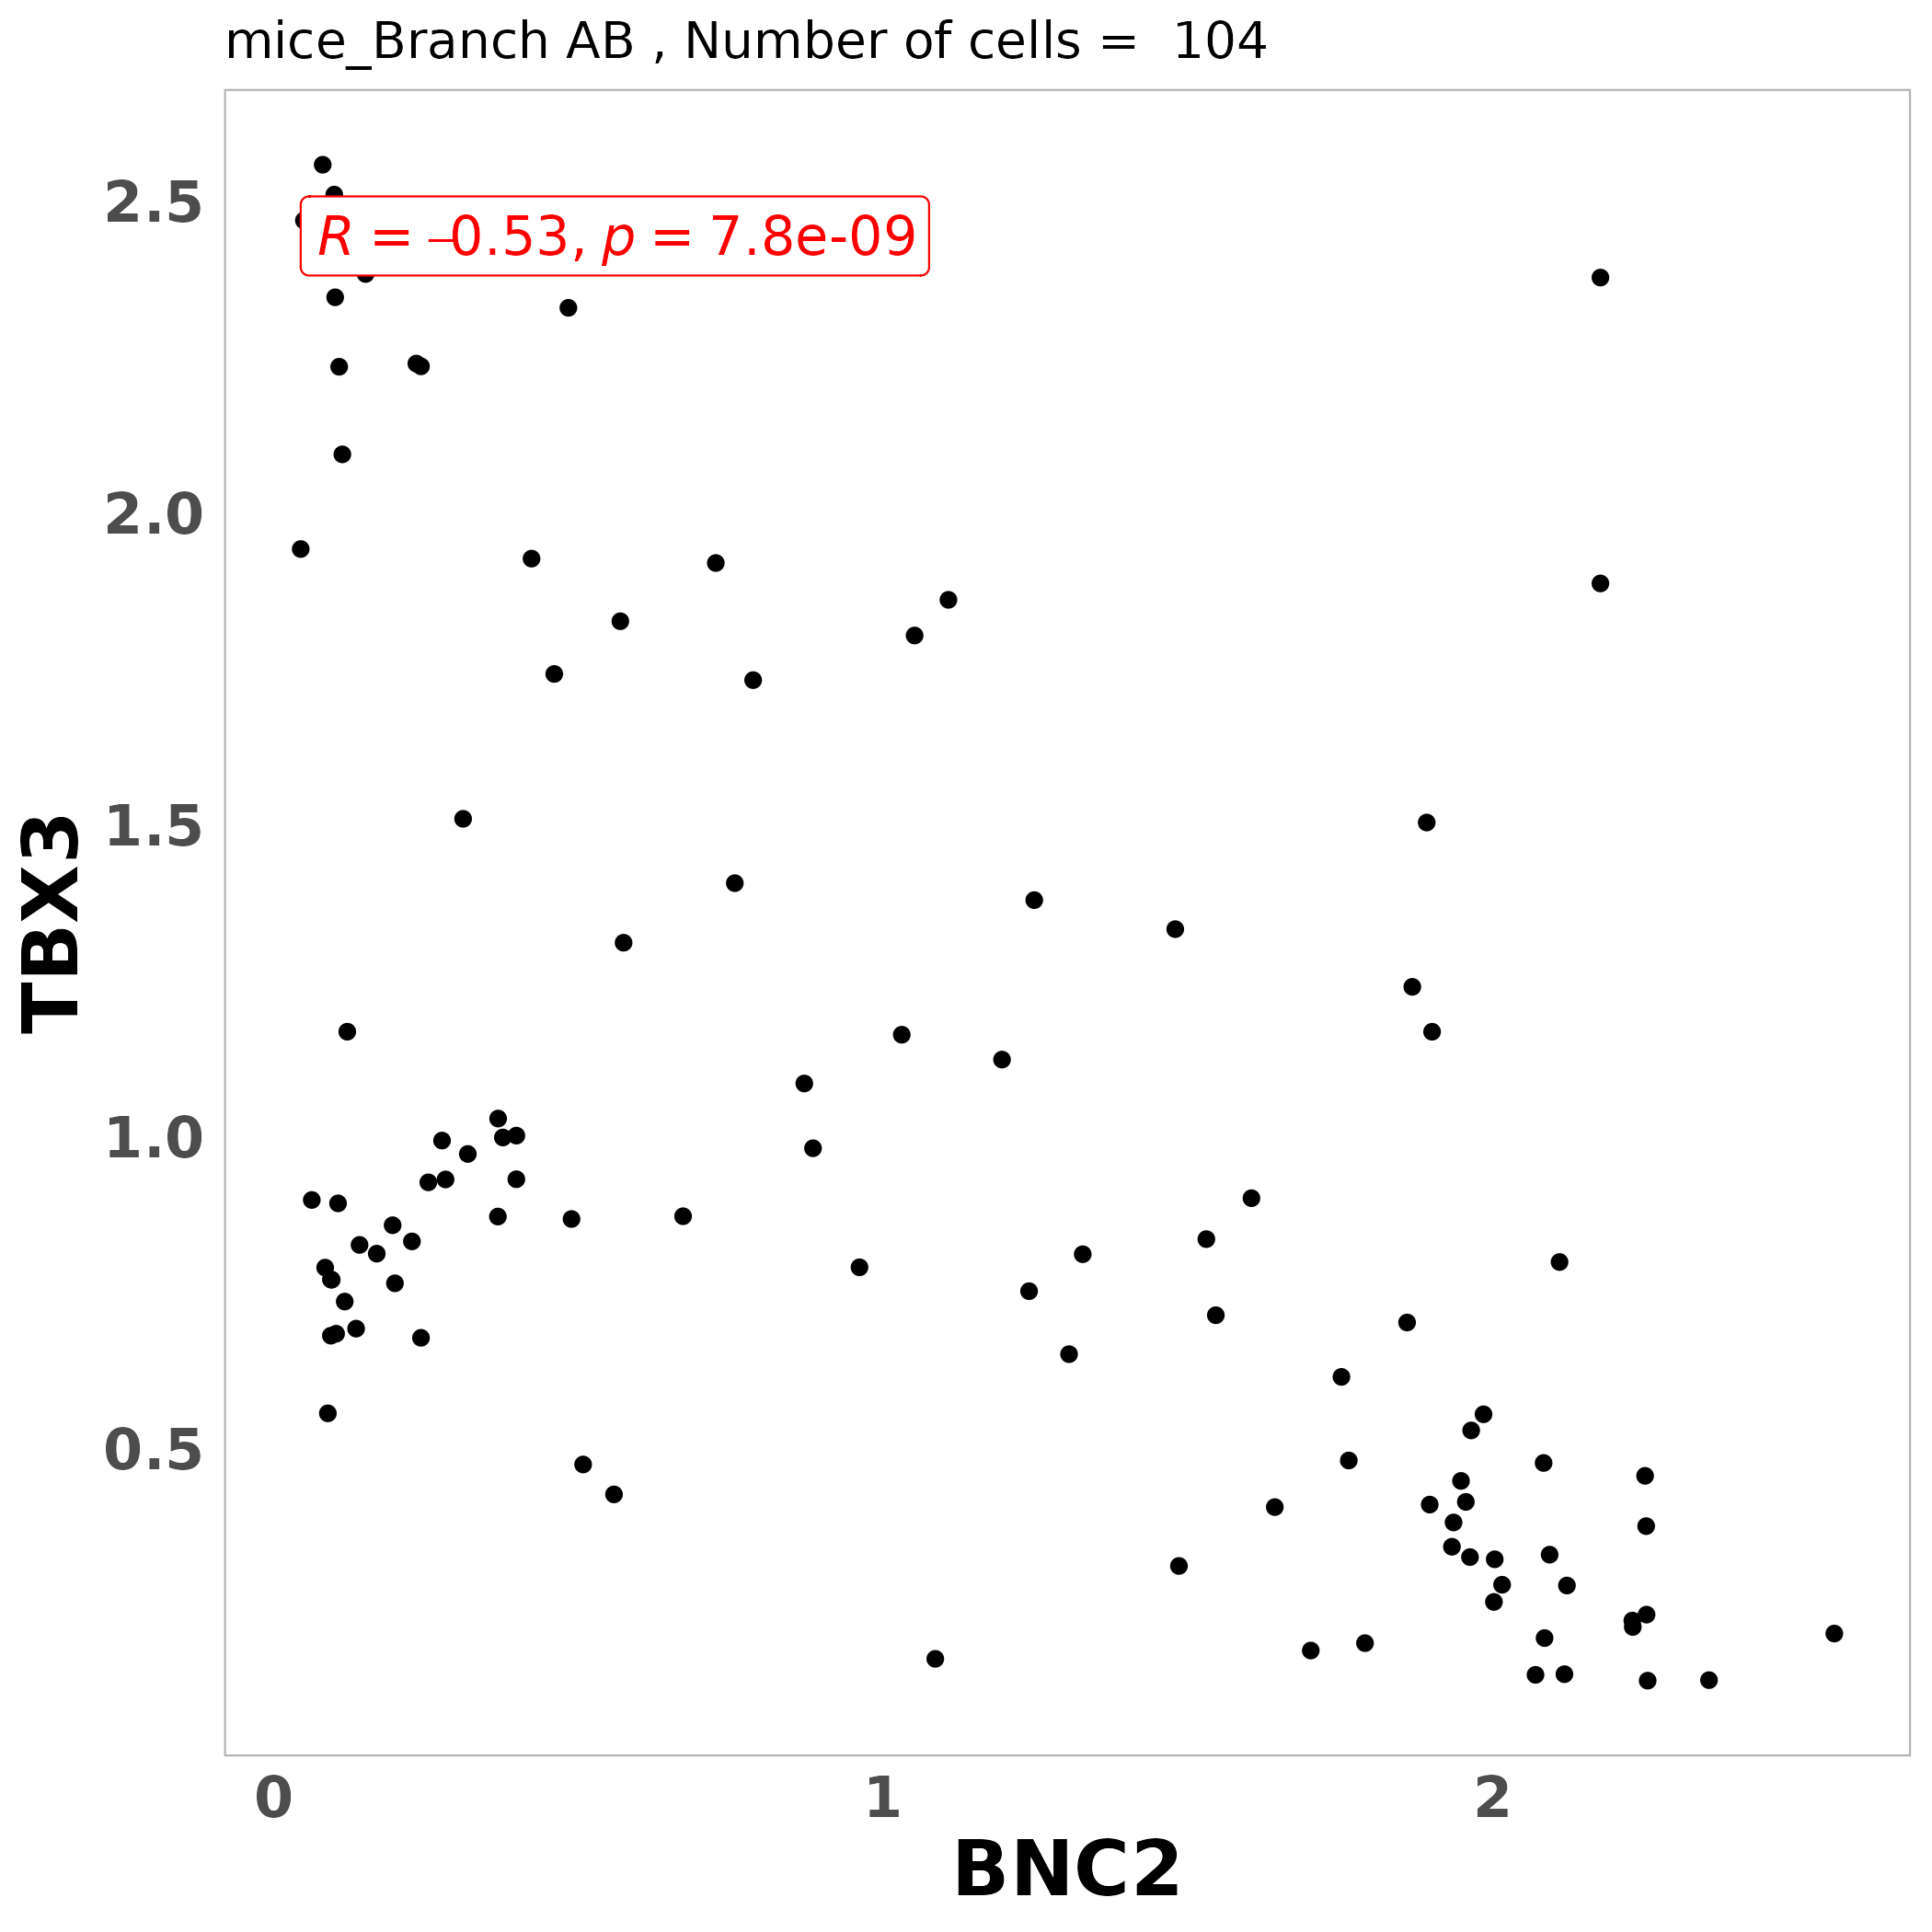 mice_Branch AB , Number of cells =  104
R = –0.53, p = 7.8e-09
2.5
2.0
1.5
1.0
0.5
TBX3
0 1 2
BNC2